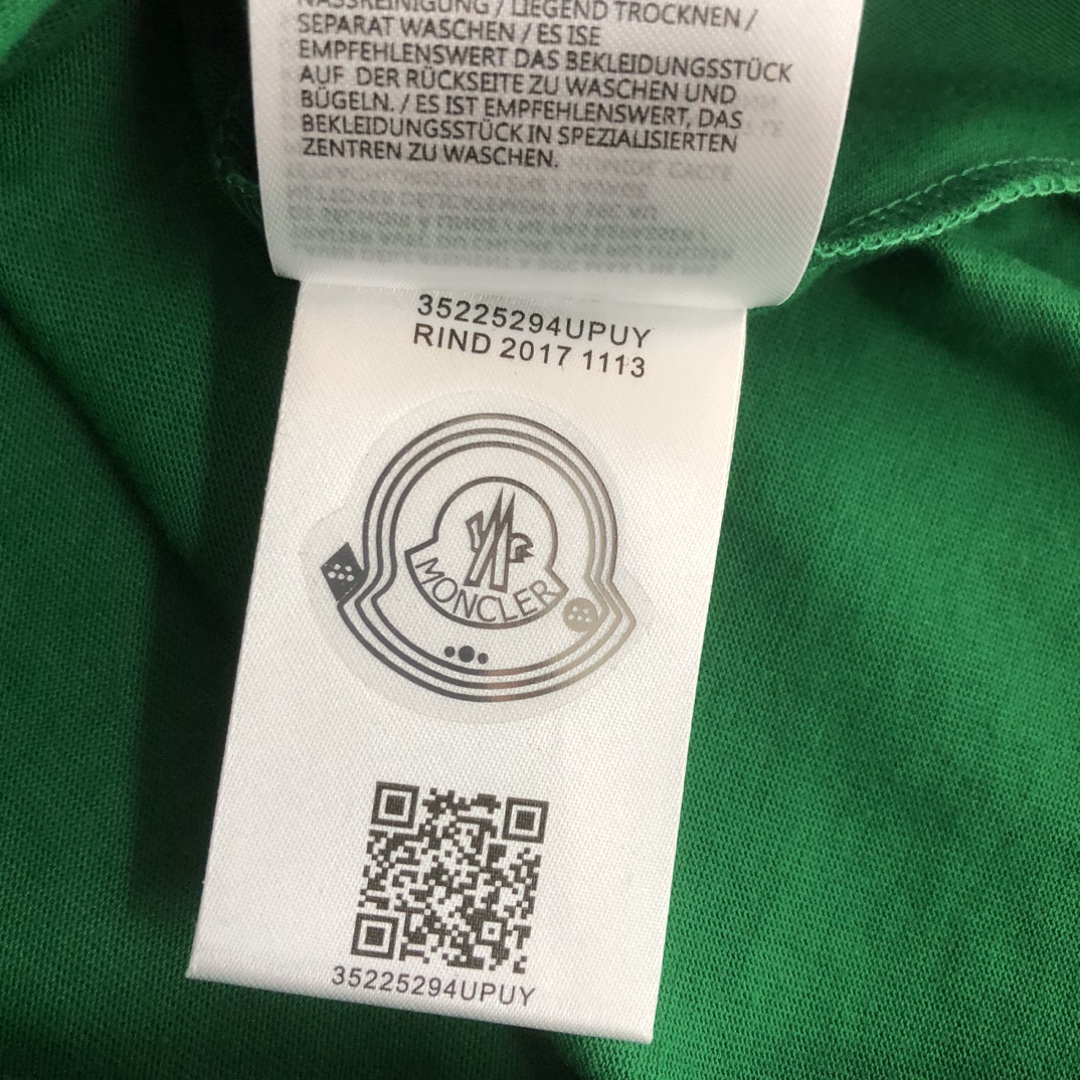 NASSREINIGUNG / LIEGEND TROCKNEN /
SEPARAT WASCHEN / ES ISE
EMPFEHLENSWERT DAS BEKLEIDUNGSSTÜCK
AUF DER RÜCKSEITE ZU WASCHEN UND
BÜGELN. / ES IST EMPFEHLENSWERT, DAS
BEKLEIDUNGSSTÜCK IN SPEZIALISIERTEN
ZENTREN ZU WASCHEN.
35225294UPUY
RIND 2017 1113
MONCLER
35225294UPUY